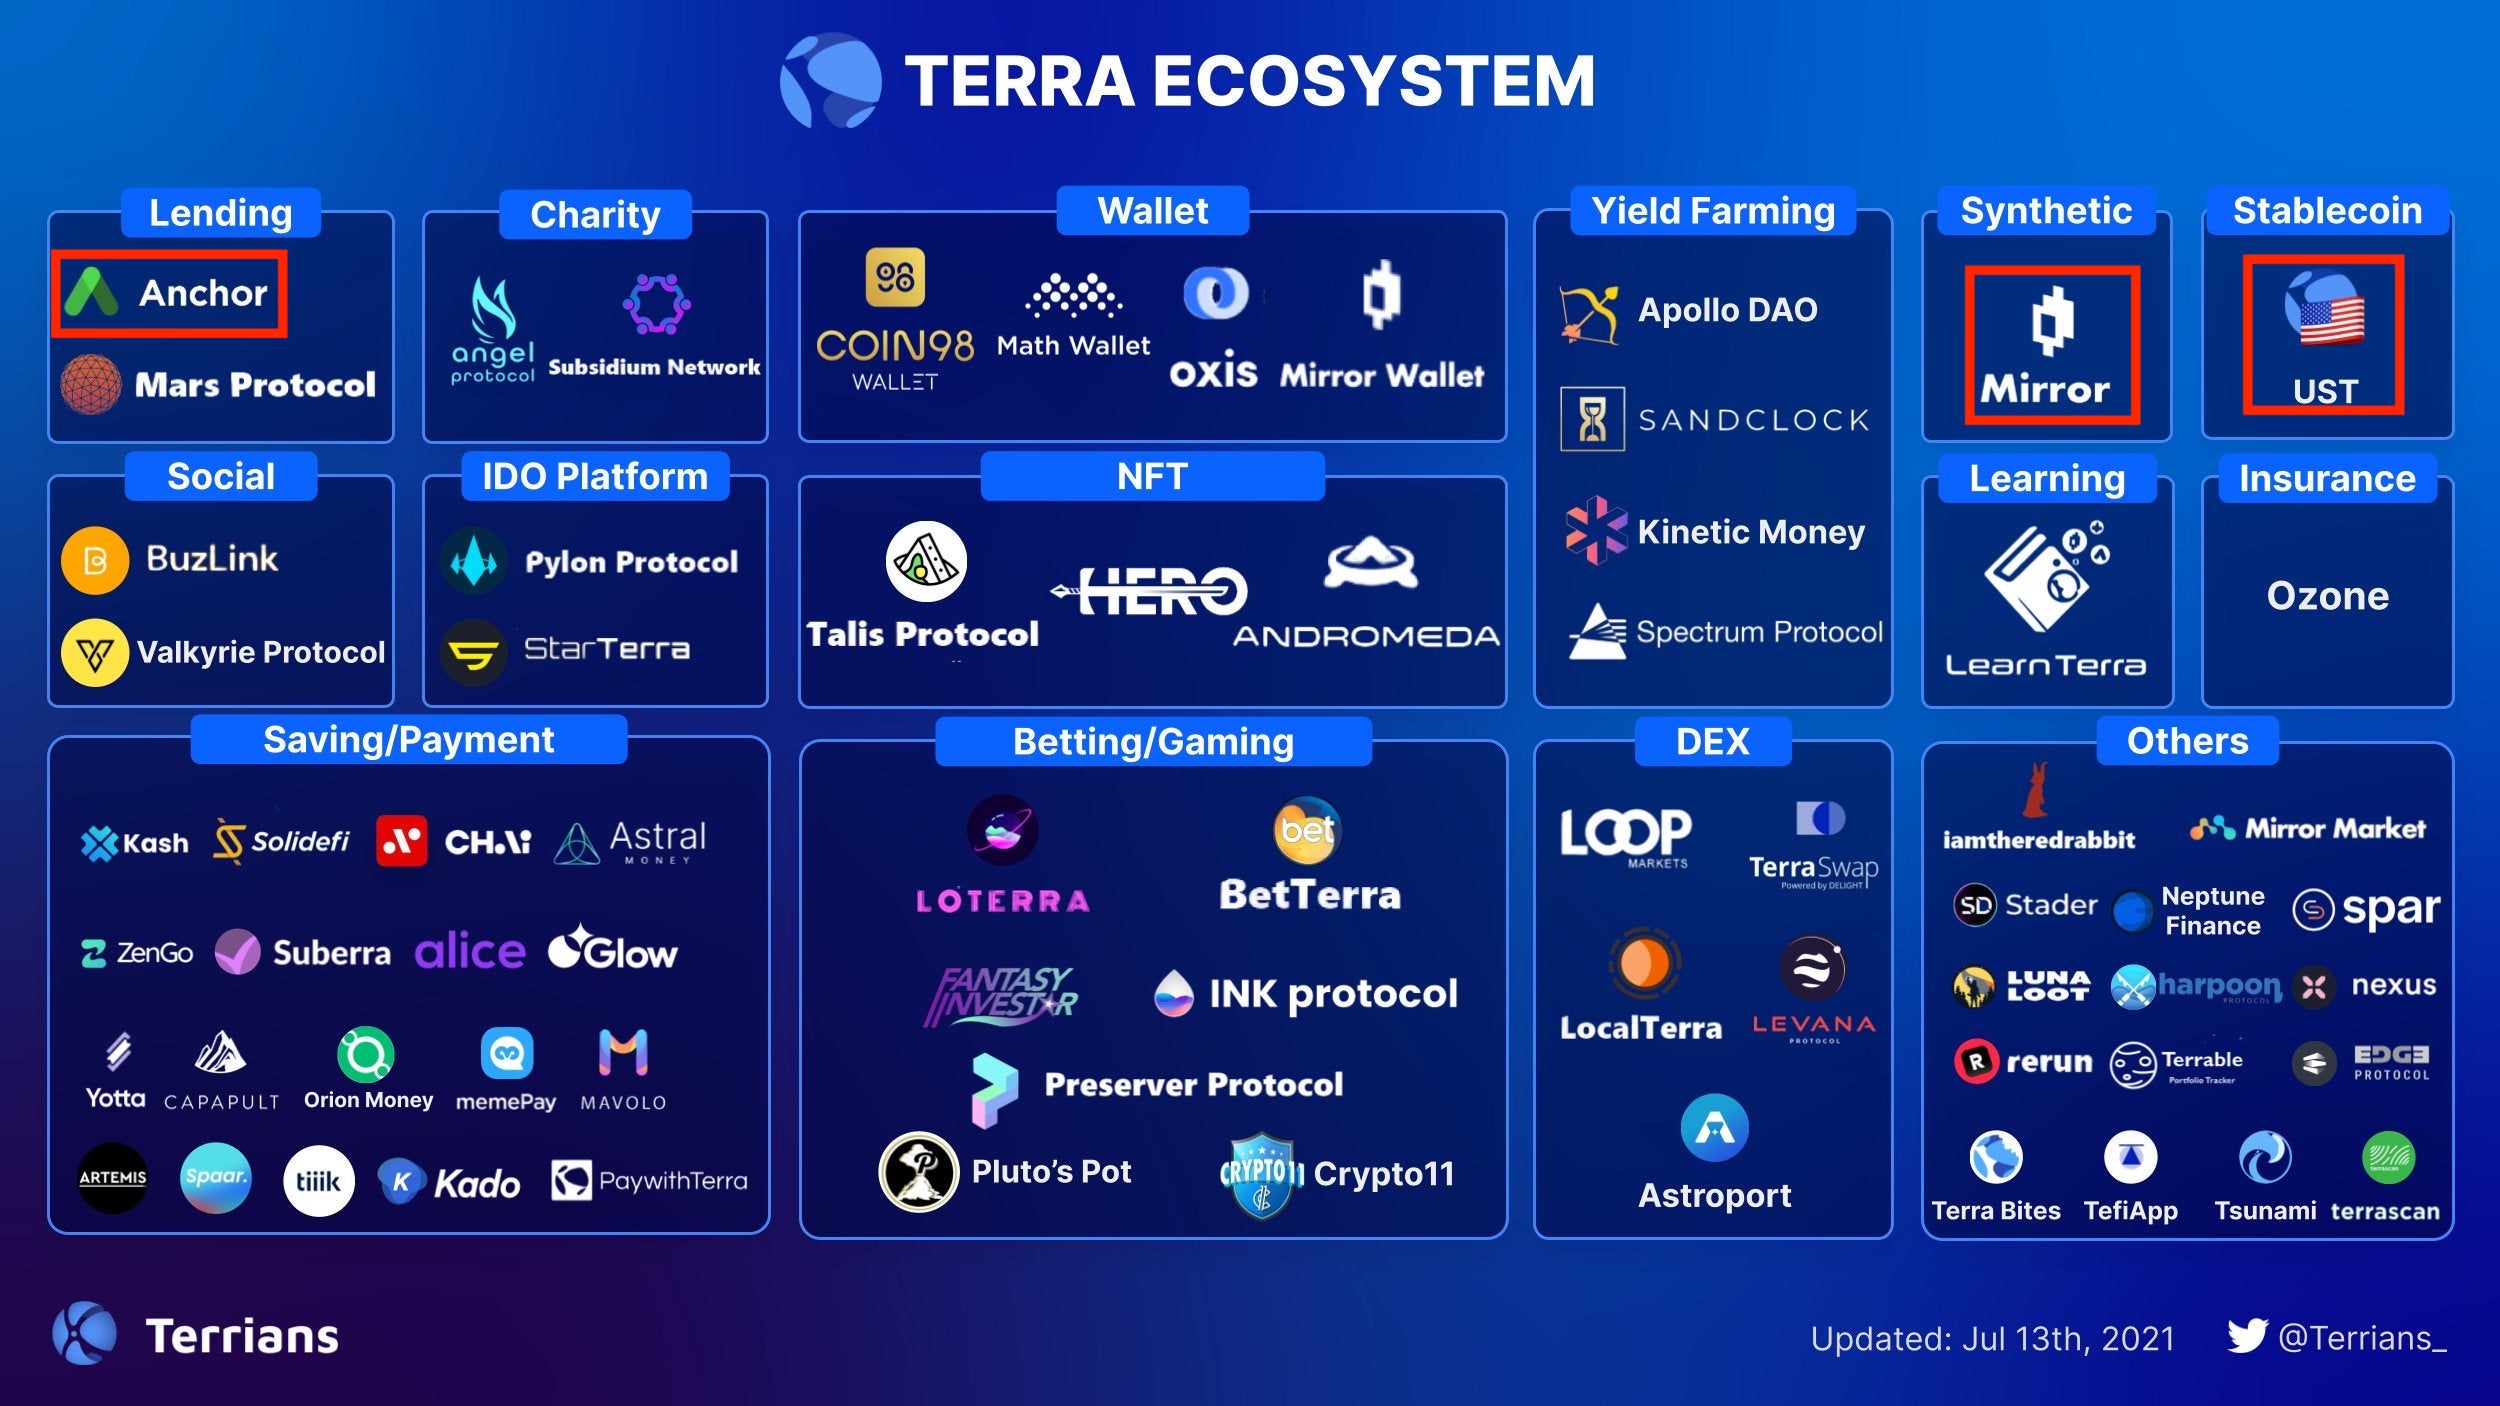 TERRA ECOSYSTEM
Lending
Anchor
Mars Protocol
Charity
angel
protocol
Subsidium Network
Wallet
COIN98
WALLET
Math Wallet
oxis
Mirror Wallet
Yield Farming
Apollo DAO
SANDCLOCK
Kinetic Money
Spectrum Protocol
Synthetic
Mirror
Stablecoin
UST
Social
BuzLink
Valkyrie Protocol
IDO Platform
Pylon Protocol
StarTerra
NFT
Talis Protocol
HERO
ANDROMEDA
Learning
LearnTerra
Insurance
Ozone
Saving/Payment
Kash
Solidefi
CHAI
Astral
MONEY
ZenGo
Suberra
alice
Glow
Yotta
CAPAPULT
Orion Money
memePay
MAVOLO
ARTEMIS
Spaar.
tiiik
K Kado
PaywithTerra
Betting/Gaming
LOTERRA
bet
BetTerra
FANTASY
INVESTAR
INK protocol
Preserver Protocol
P
Pluto's Pot
CRYPTO11
Crypto11
DEX
LOOP
MARKETS
TerraSwap
Powered by DELIGHT
LocalTerra
LEVANA
PROTOCOL
Astroport
Others
iamtheredrabbit
Mirror Market
SD Stader
Neptune
Finance
spar
LUNA
LOOT
harpoon
PROTOCOL
nexus
R rerun
Terrable
Portfolio Tracker
EDGE
PROTOCOL
Terra Bites
TefiApp
Tsunami
terrascan
terrascan
Terrians
Updated: Jul 13th, 2021
@Terrians_